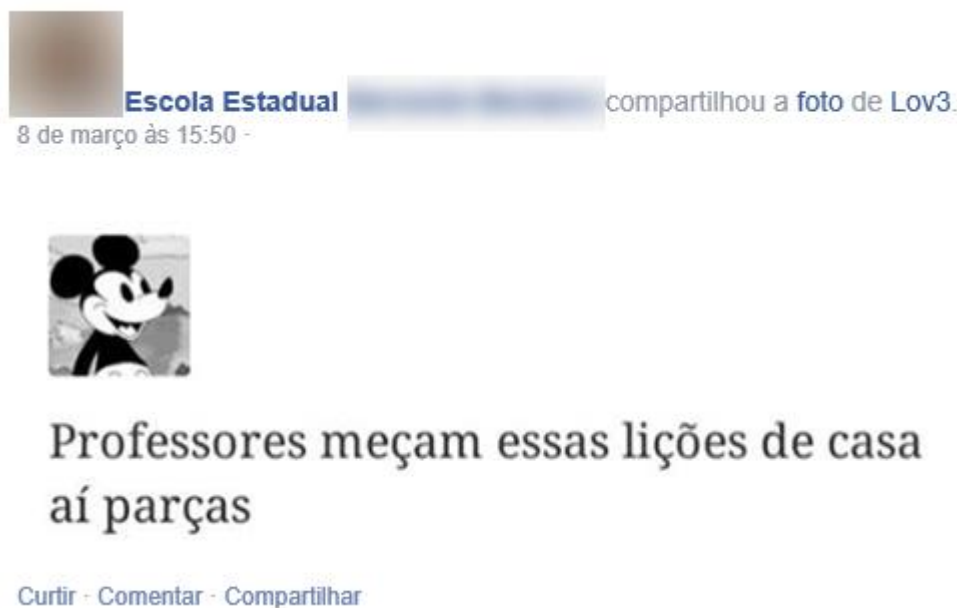 Escola Estadual compartilhou a foto de Lov3.
8 de março às 15:50 ·
Professores meçam essas lições de casa
aí parças
Curtir · Comentar · Compartilhar